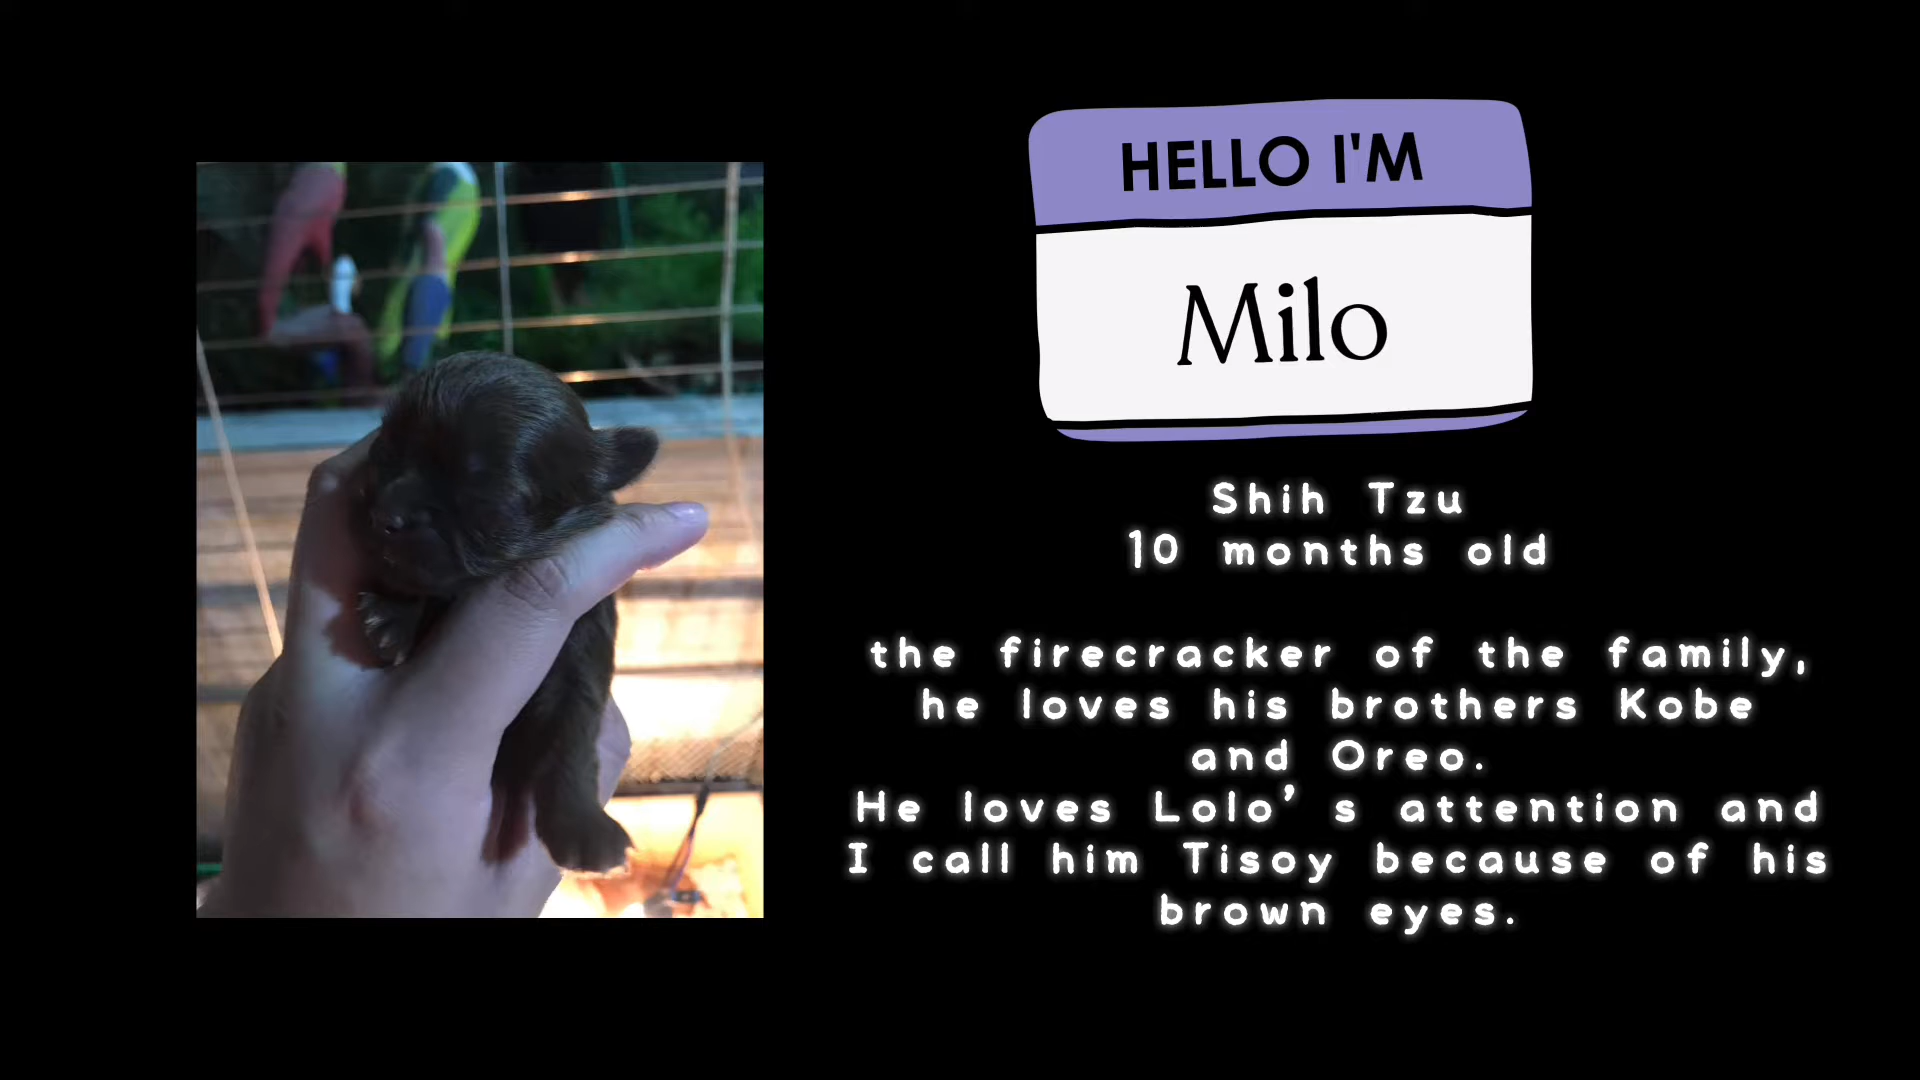 HELLO I'M
Milo
Shih Tzu
10 months old
the firecracker of the family,
he loves his brothers Kobe
and Oreo.
He loves Lolo’s attention and
I call him Tisoy because of his
brown eyes.